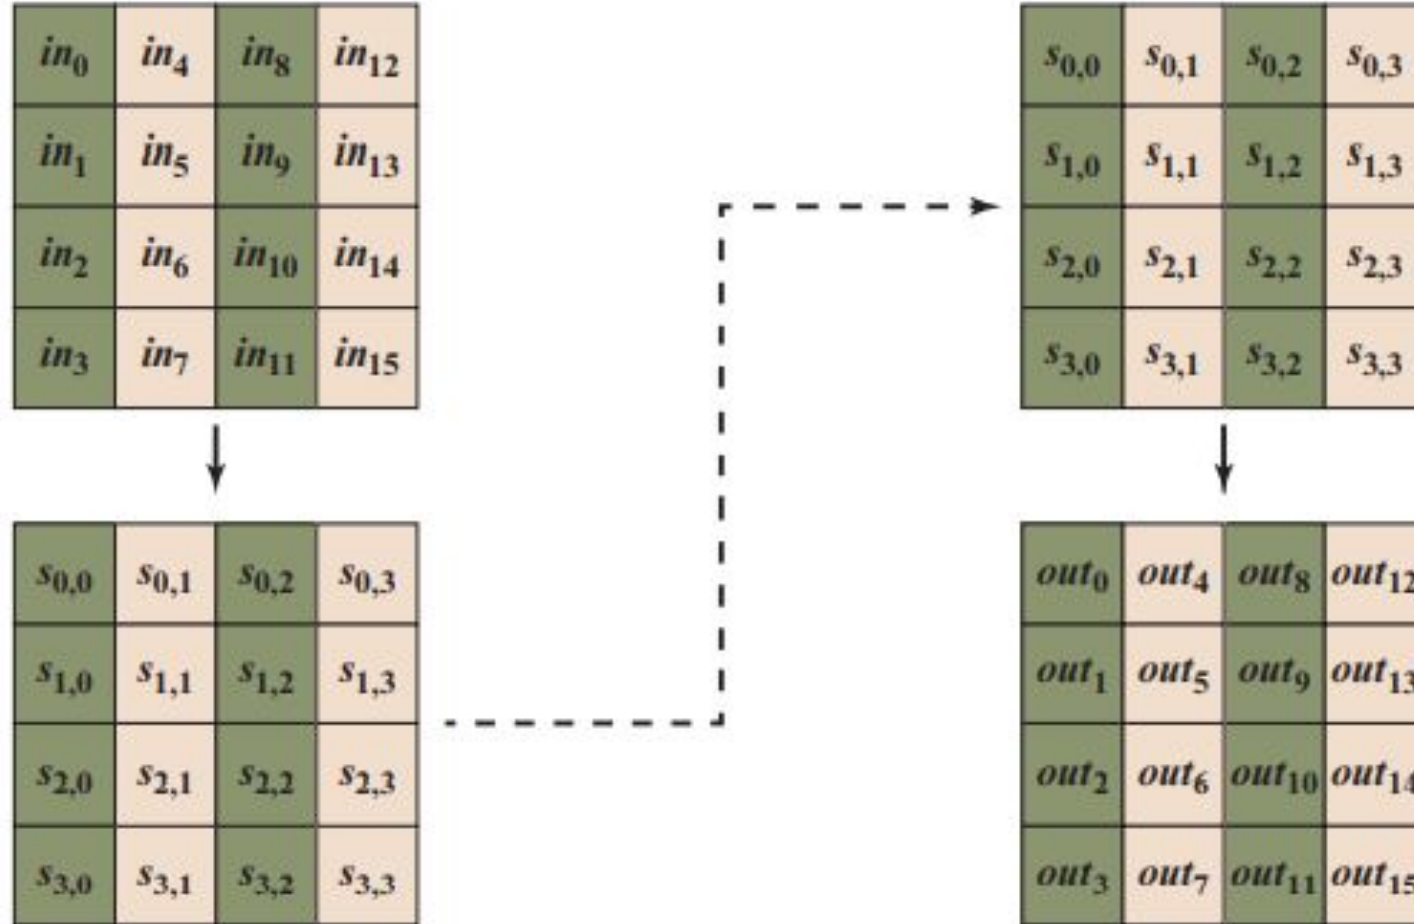 in₀ in₄ in₈ in₁₂
in₁ in₅ in₉ in₁₃
in₂ in₆ in₁₀ in₁₄
in₃ in₇ in₁₁ in₁₅
s₀,₀ s₀,₁ s₀,₂ s₀,₃
s₁,₀ s₁,₁ s₁,₂ s₁,₃
s₂,₀ s₂,₁ s₂,₂ s₂,₃
s₃,₀ s₃,₁ s₃,₂ s₃,₃
s₀,₀ s₀,₁ s₀,₂ s₀,₃
s₁,₀ s₁,₁ s₁,₂ s₁,₃
s₂,₀ s₂,₁ s₂,₂ s₂,₃
s₃,₀ s₃,₁ s₃,₂ s₃,₃
out₀ out₄ out₈ out₁₂
out₁ out₅ out₉ out₁₃
out₂ out₆ out₁₀ out₁₄
out₃ out₇ out₁₁ out₁₅